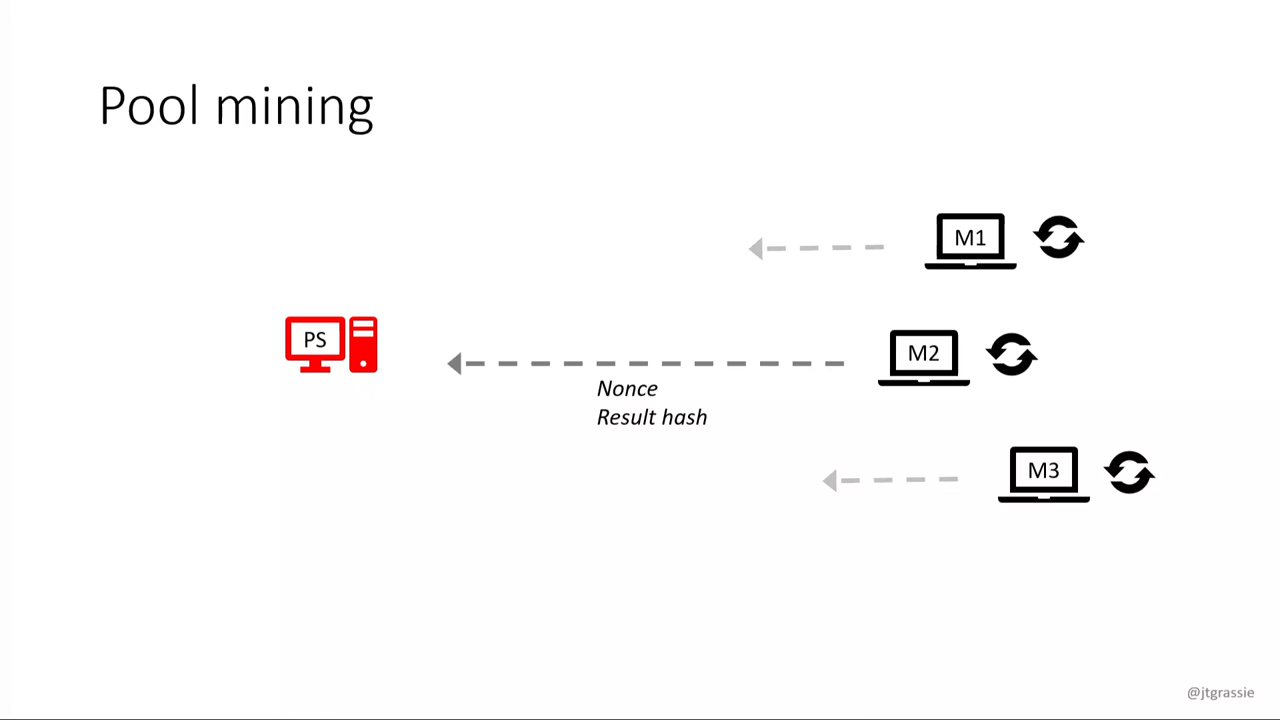 Pool mining
M1
PS
M2
Nonce
Result hash
M3
@jtgrassie